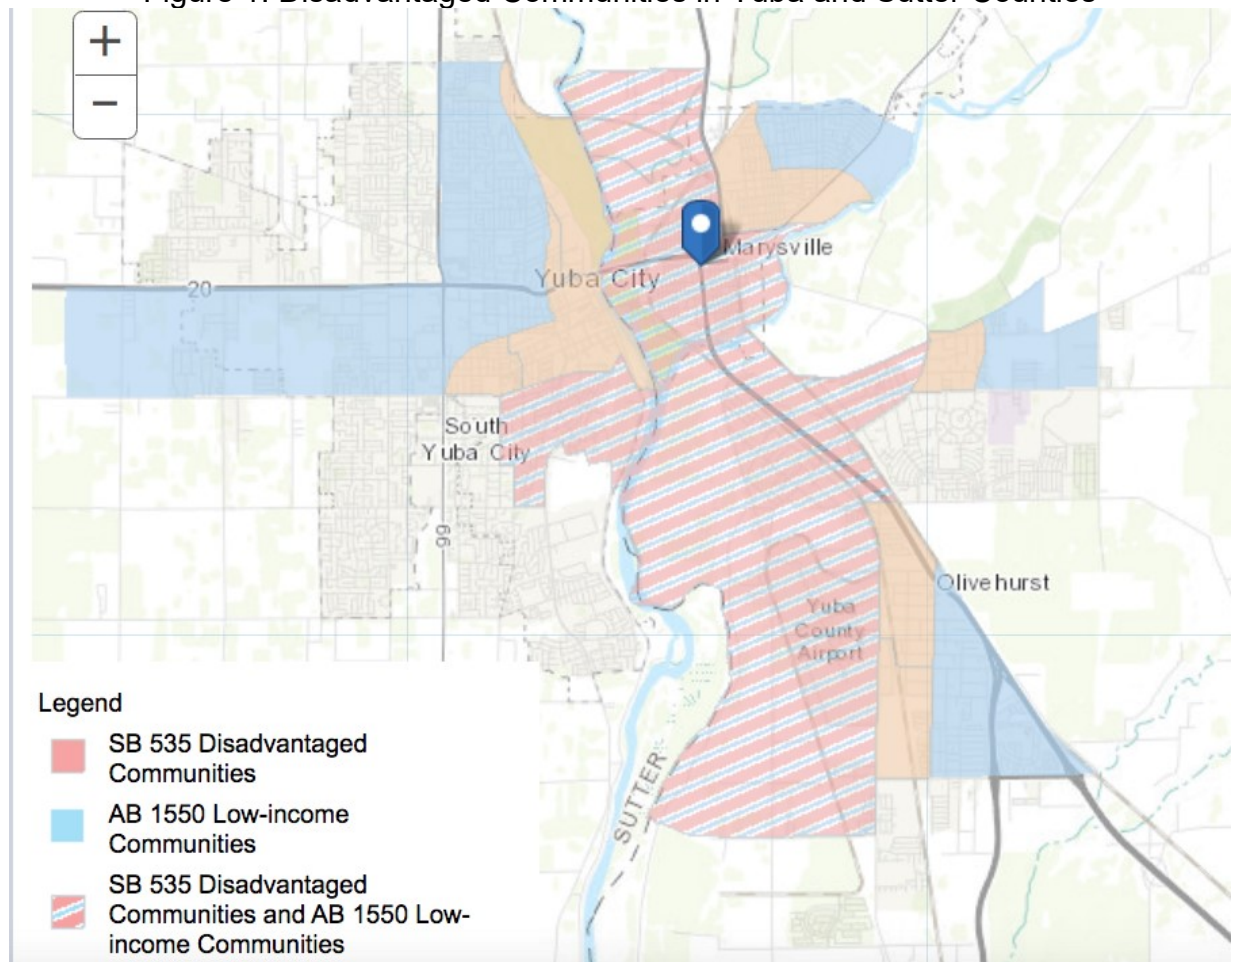 Figure 1. Disadvantaged Communities in Yuba and Sutter Counties
+
−
Marysville
Yuba City
20
South
Yuba City
99
Olivehurst
Yuba
County
Airport
SUTTER
Legend
SB 535 Disadvantaged
Communities
AB 1550 Low-income
Communities
SB 535 Disadvantaged
Communities and AB 1550 Low-
income Communities